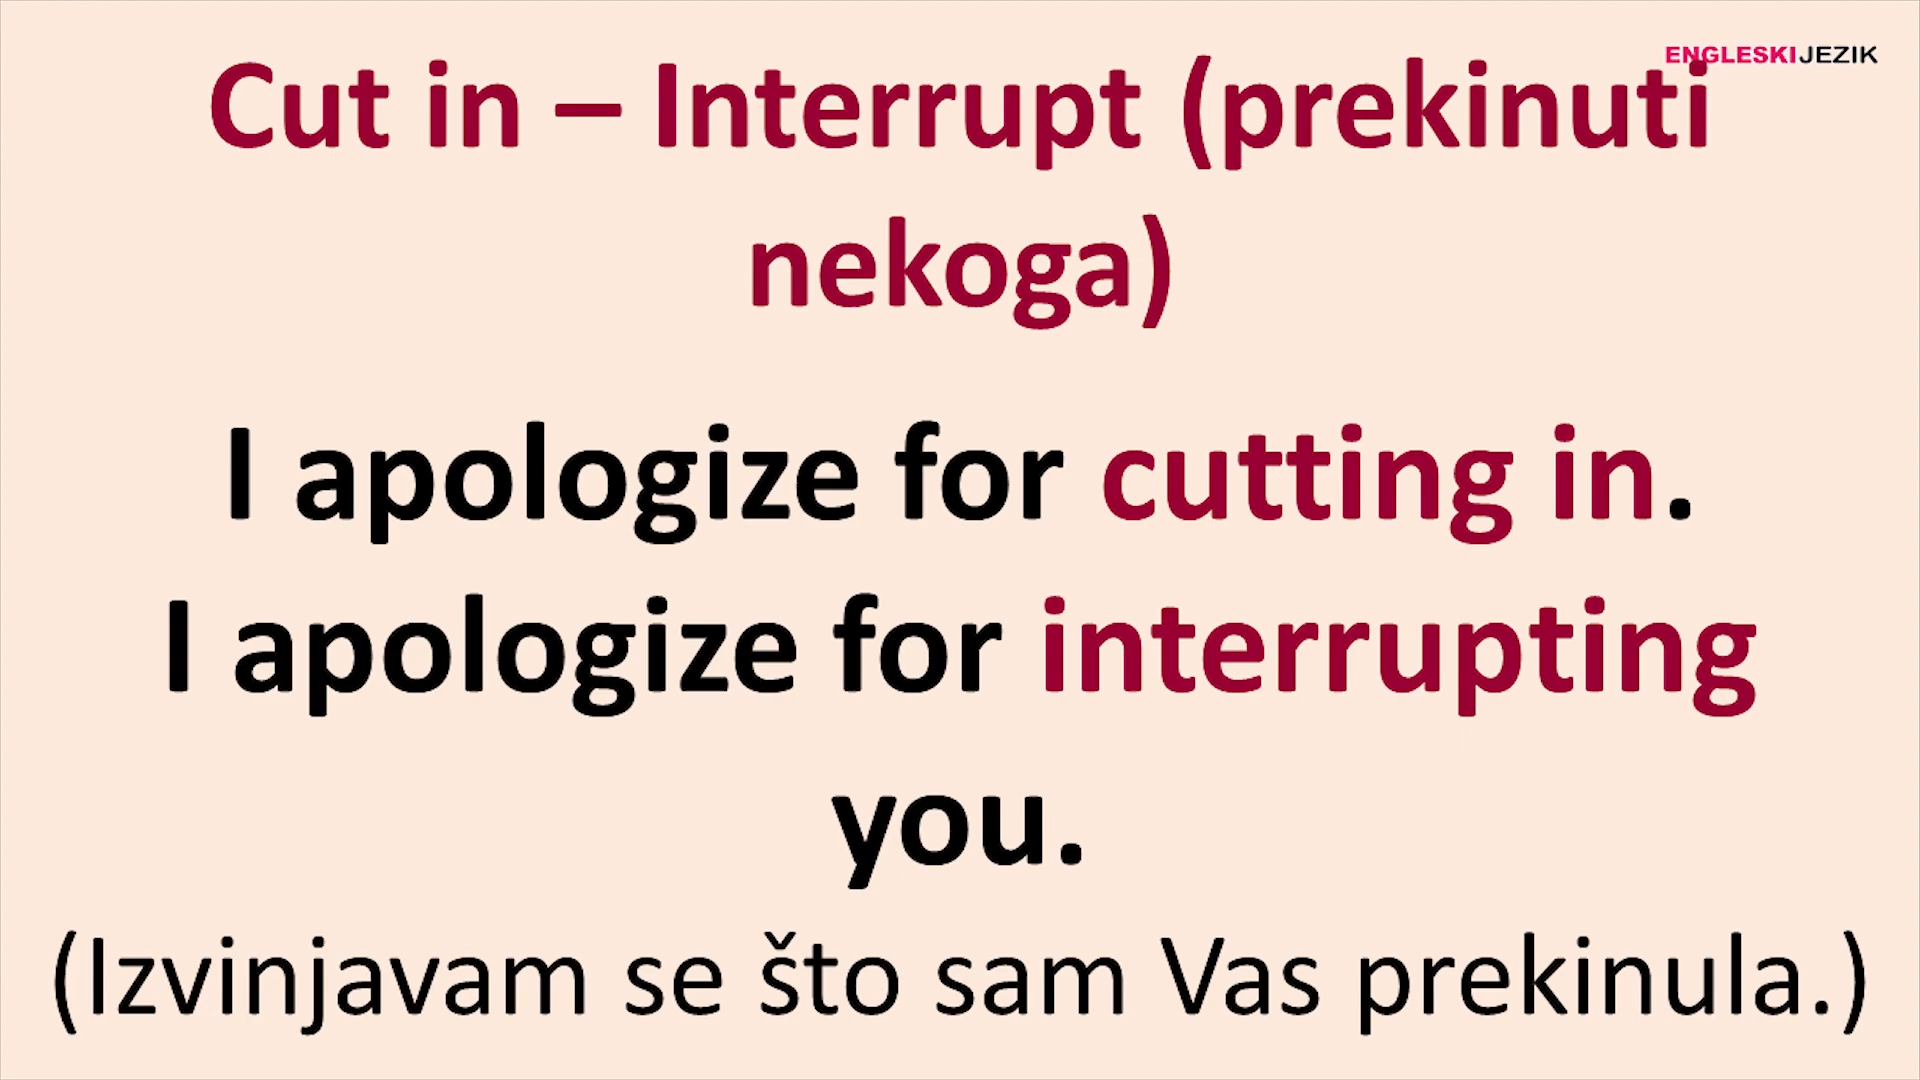 ENGLESKIJEZIK
Cut in – Interrupt (prekinuti
nekoga)
I apologize for cutting in.
I apologize for interrupting
you.
(Izvinjavam se što sam Vas prekinula.)